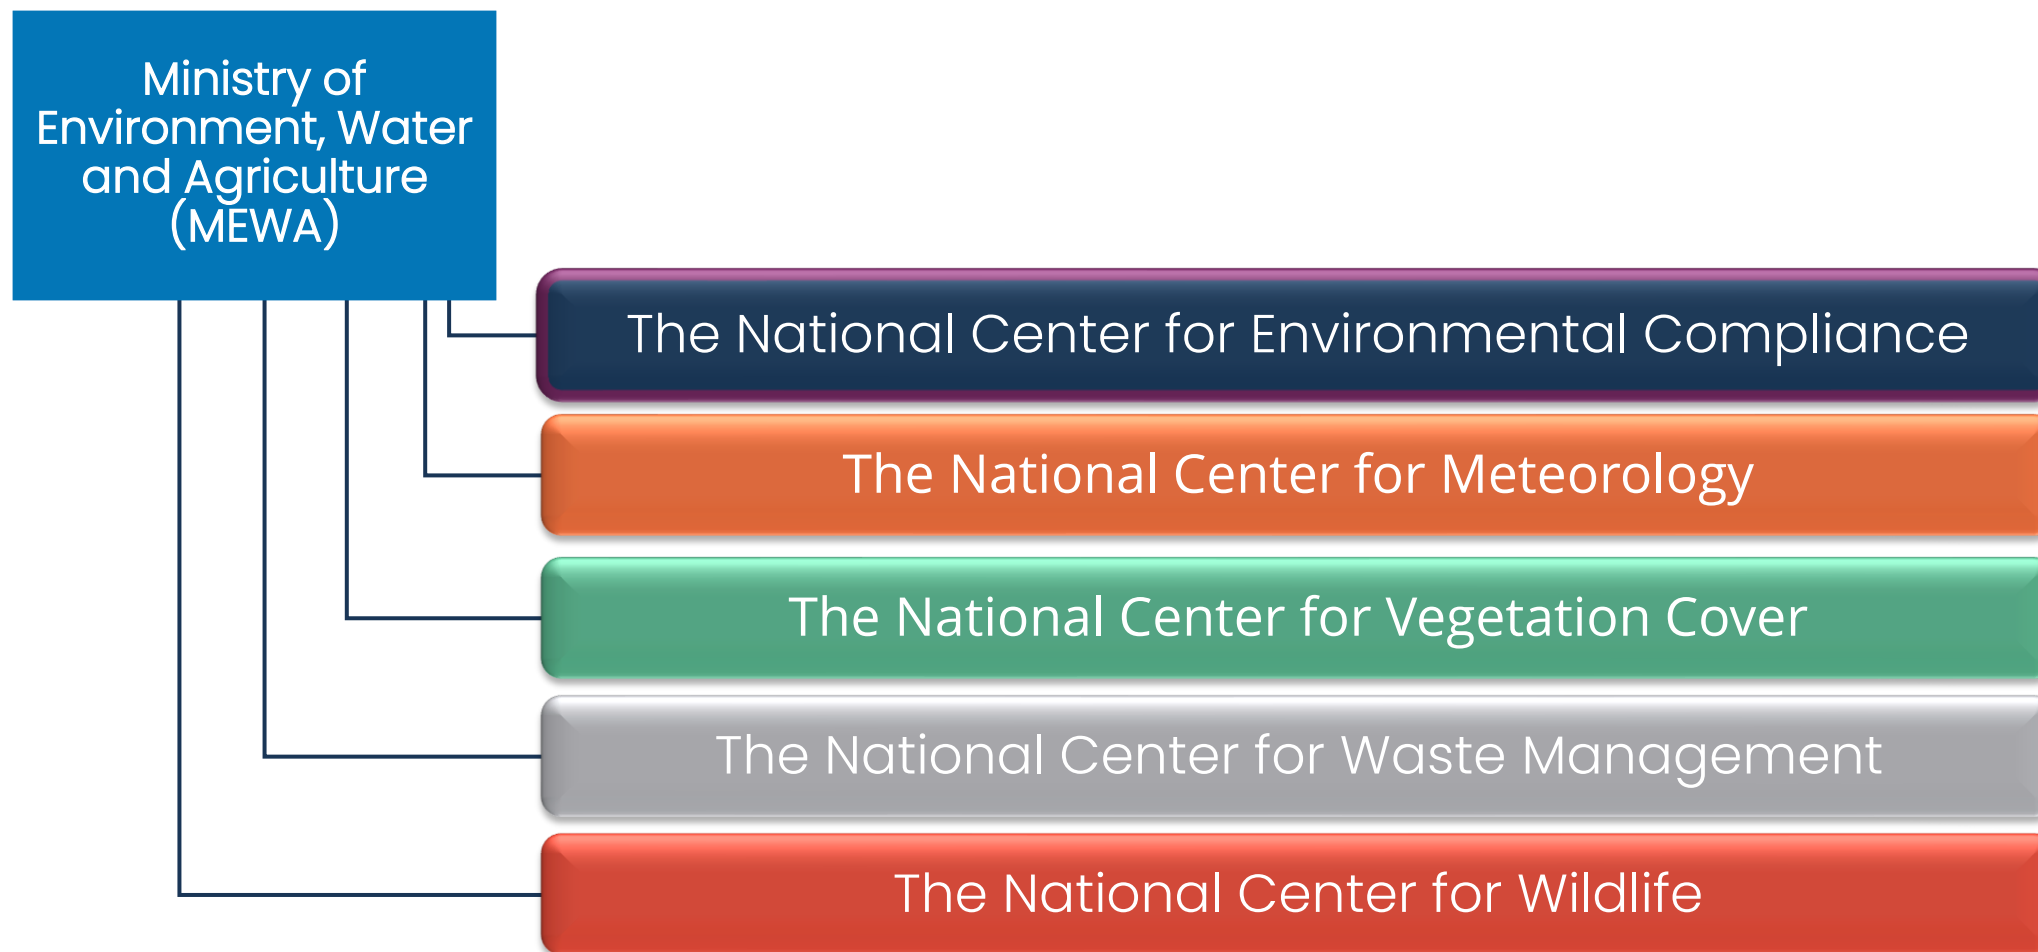 Ministry of
Environment, Water
and Agriculture
(MEWA)
The National Center for Environmental Compliance
The National Center for Meteorology
The National Center for Vegetation Cover
The National Center for Waste Management
The National Center for Wildlife